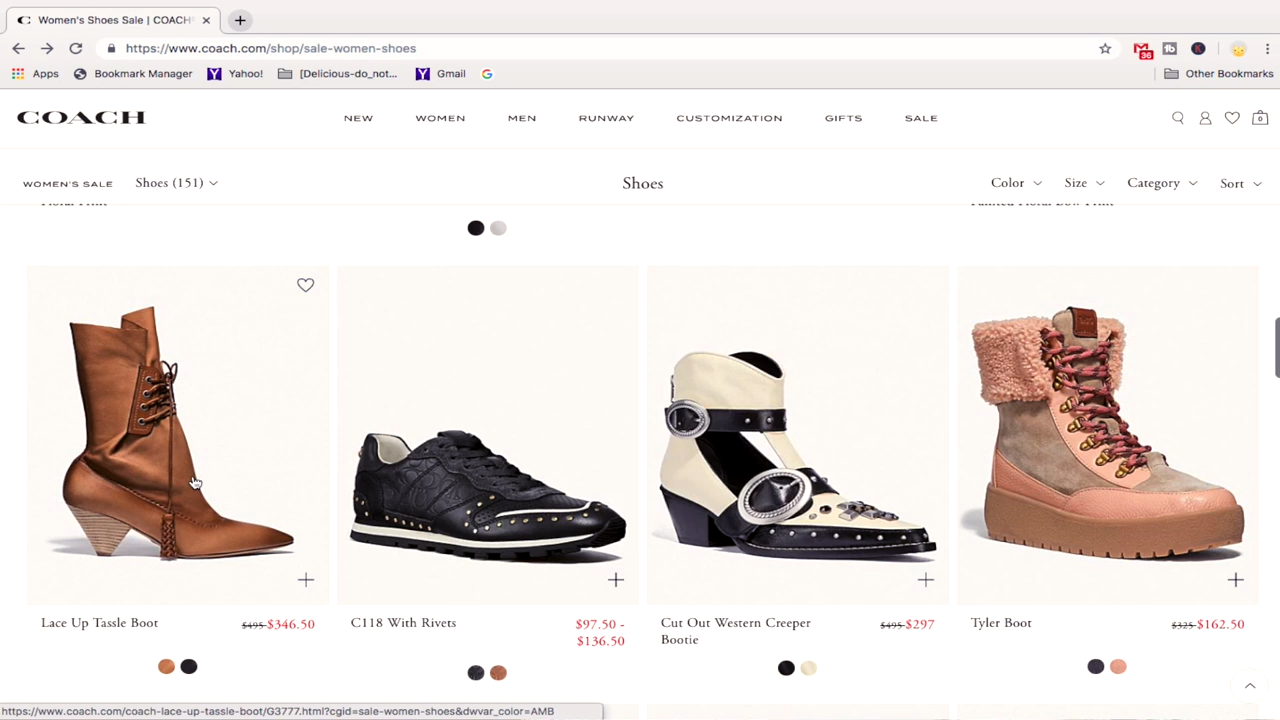 Women's Shoes Sale | COACH
https://www.coach.com/shop/sale-women-shoes
36
Apps
Bookmark Manager
Yahoo!
[Delicious-do_not...
Gmail
Other Bookmarks
COACH
NEW
WOMEN
MEN
RUNWAY
CUSTOMIZATION
GIFTS
SALE
0
WOMEN'S SALE
Shoes (151)
Shoes
Color
Size
Category
Sort
Lace Up Tassle Boot
$495 $346.50
C118 With Rivets
$97.50 -
$136.50
Cut Out Western Creeper
Bootie
$495 $297
Tyler Boot
$325 $162.50
https://www.coach.com/coach-lace-up-tassle-boot/G3777.html?cgid=sale-women-shoes&dwvar_color=AMB